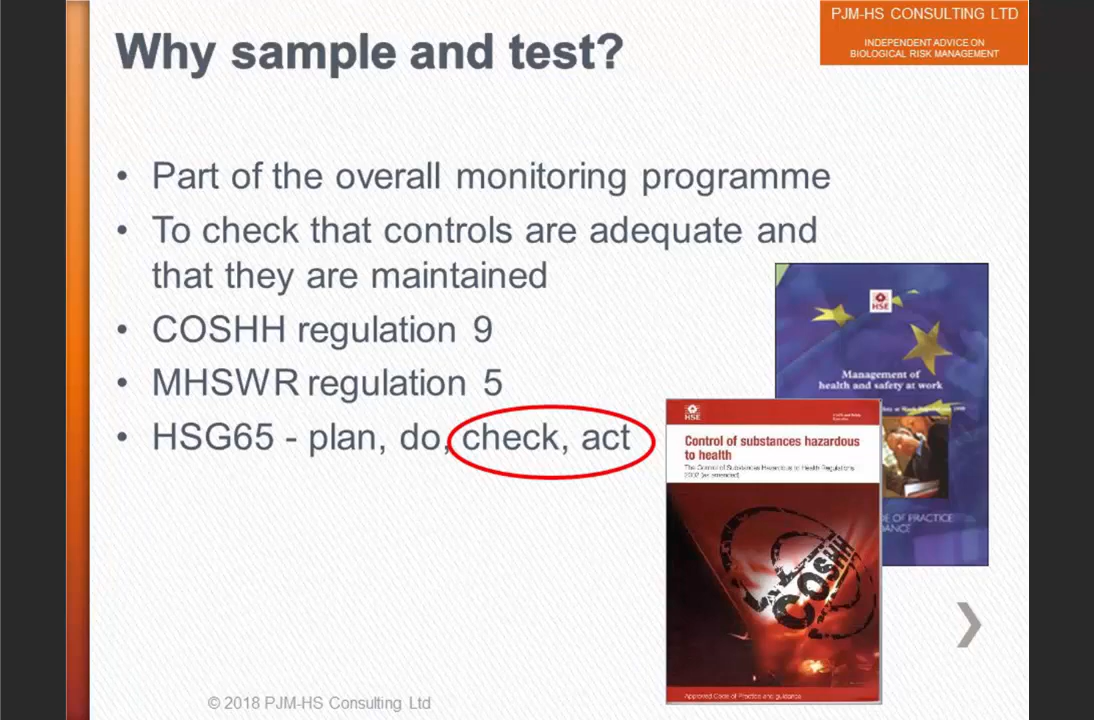 PJM-HS CONSULTING LTD
INDEPENDENT ADVICE ON
BIOLOGICAL RISK MANAGEMENT
Why sample and test?
• Part of the overall monitoring programme
• To check that controls are adequate and
that they are maintained
• COSHH regulation 9
• MHSWR regulation 5
• HSG65 - plan, do, check, act
HSE
Management of
health and safety at work
HSE
Control of substances hazardous
to health
The Control of Substances Hazardous to Health Regulations
2002 (as amended)
COSHH
Approved Code of Practice and guidance
OF PRACTICE
© 2018 PJM-HS Consulting Ltd